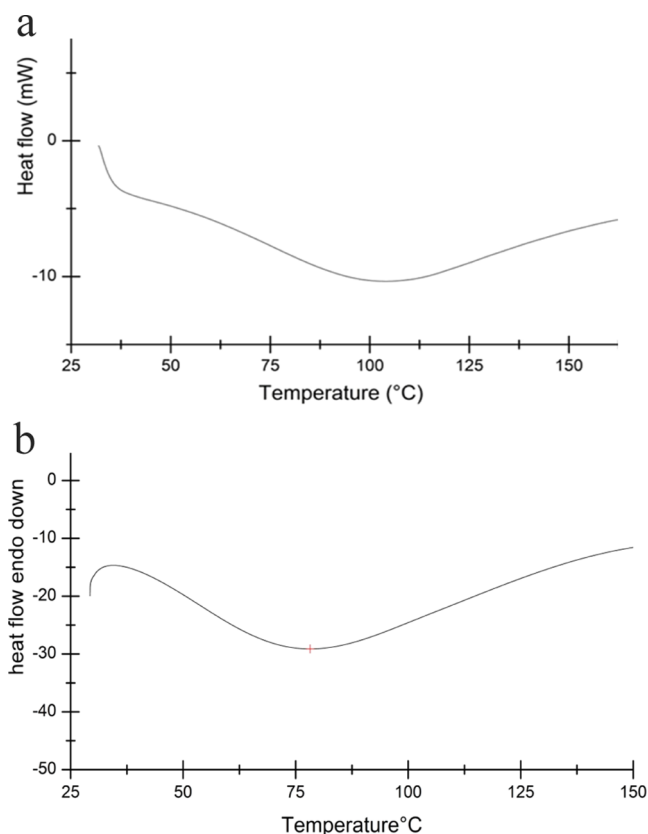 a
Heat flow (mW)
0
-10
25 50 75 100 125 150
Temperature (°C)
b
heat flow endo down
0
-10
-20
-30
-40
-50
25 50 75 100 125 150
Temperature°C